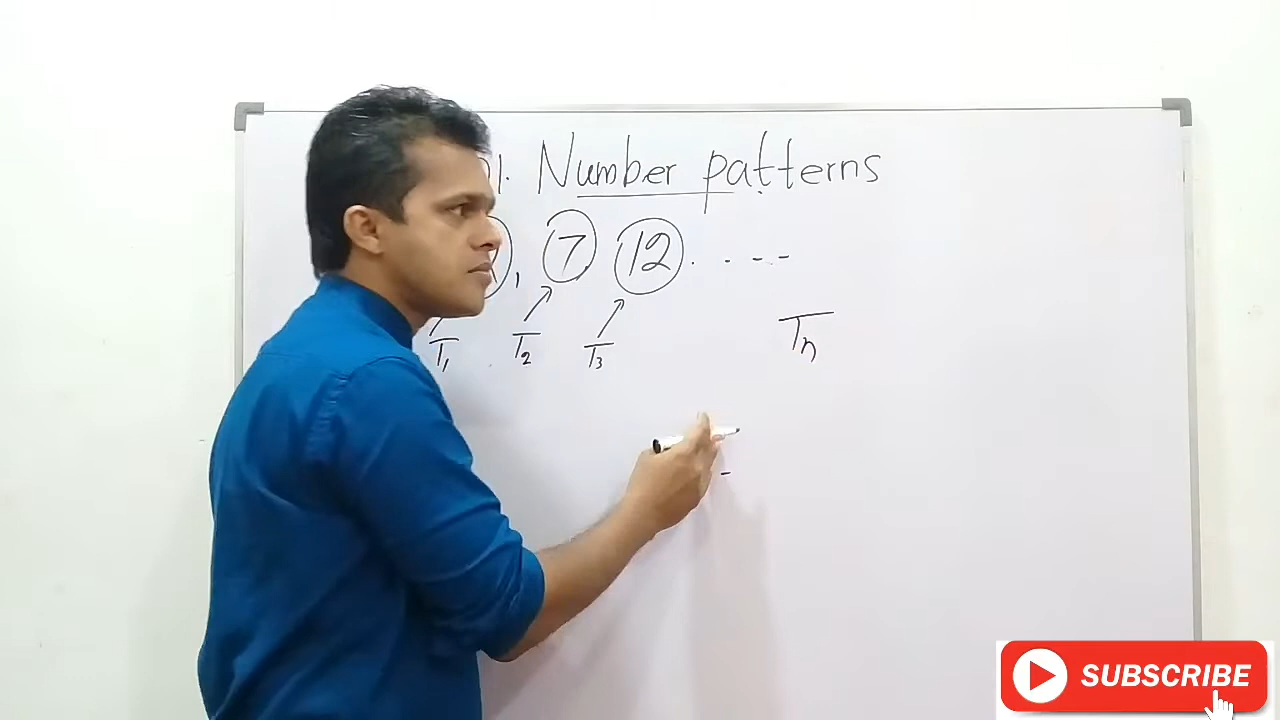 1. Number patterns
, 7 12 . . - - -
T1 T2 T3 Tn
SUBSCRIBE